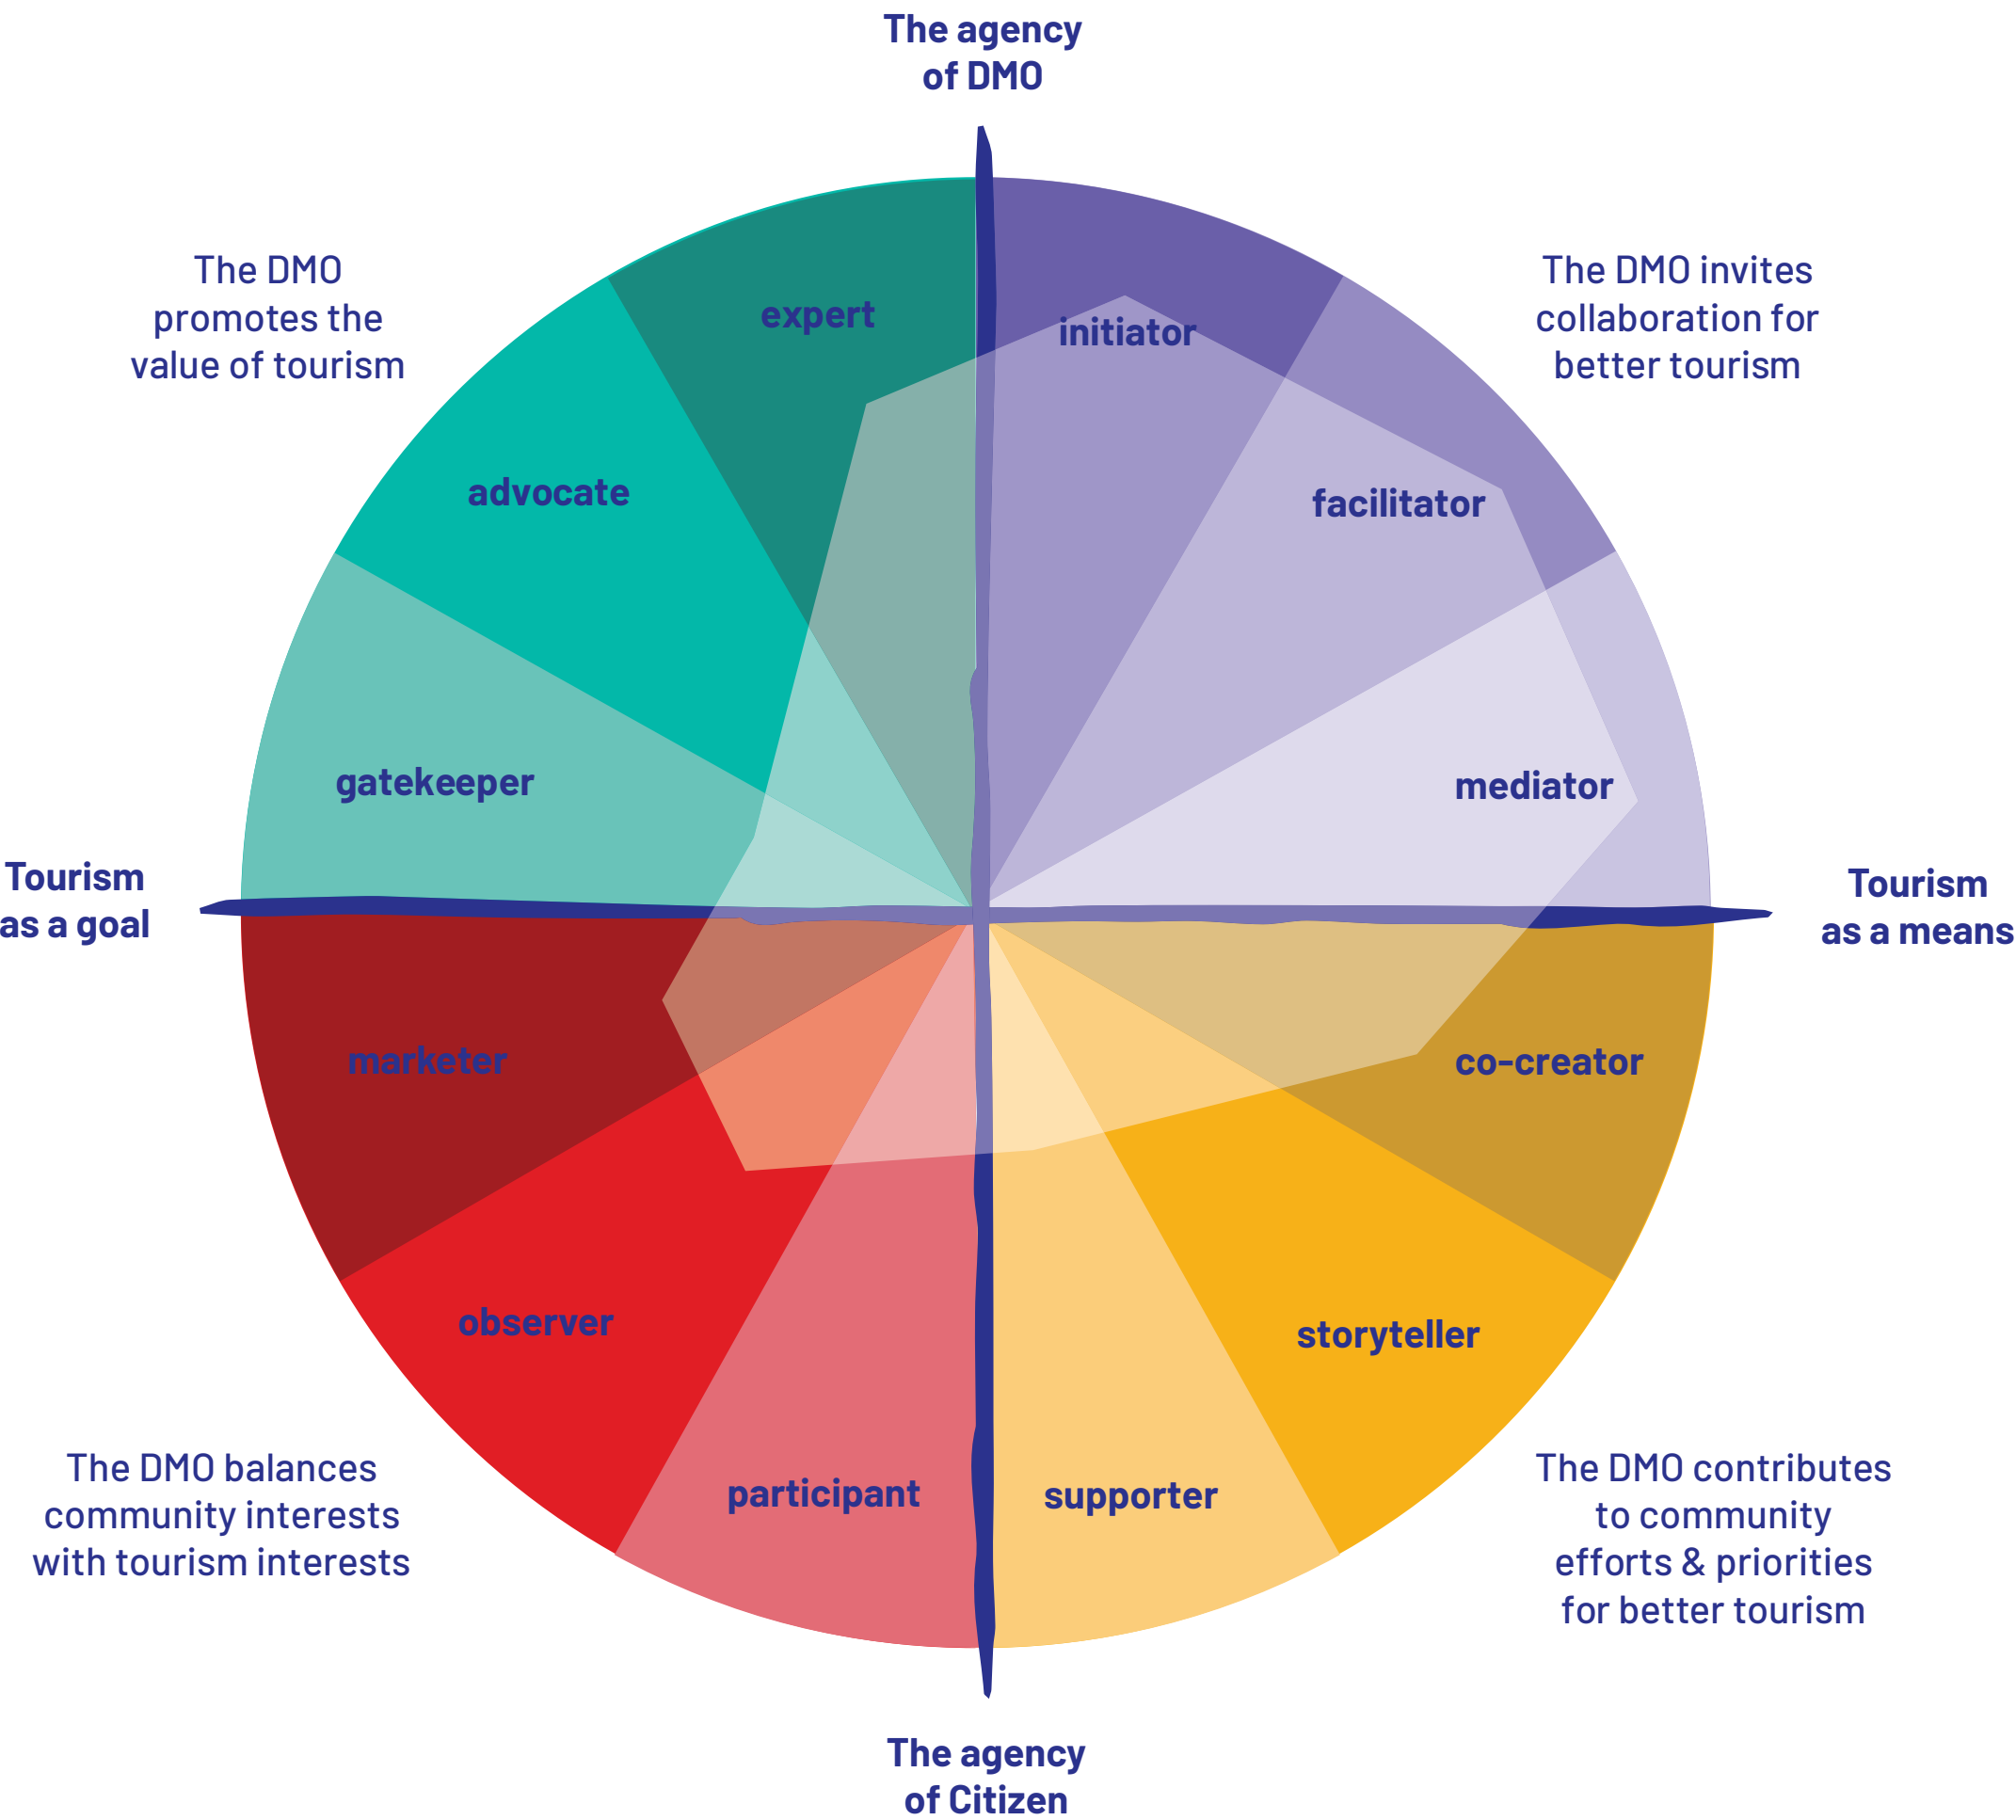 The agency
of DMO
The DMO
promotes the
value of tourism
The DMO invites
collaboration for
better tourism
expert
initiator
advocate
facilitator
gatekeeper
mediator
Tourism
as a goal
Tourism
as a means
marketer
co-creator
observer
storyteller
participant
supporter
The DMO balances
community interests
with tourism interests
The DMO contributes
to community
efforts & priorities
for better tourism
The agency
of Citizen